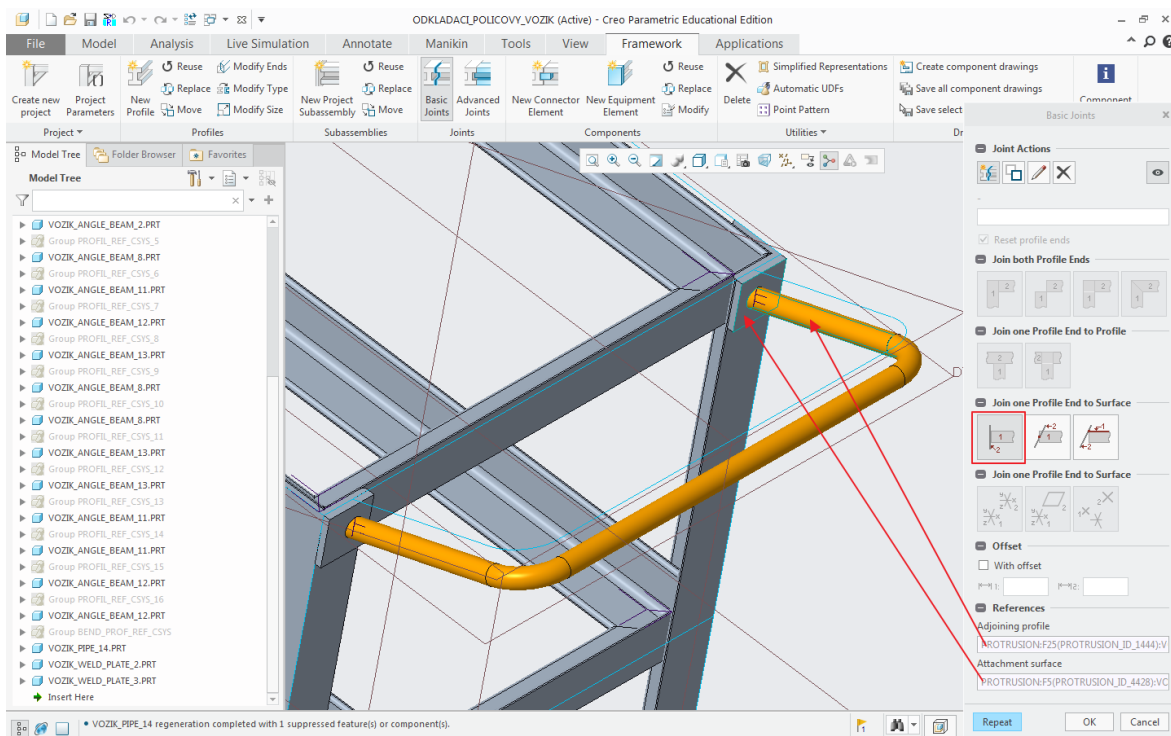 ODKLADACI_POLICOVY_VOZIK (Active) - Creo Parametric Educational Edition
File Model Analysis Live Simulation Annotate Manikin Tools View Framework Applications
Create new project
Project Parameters
New Profile
Reuse
Replace
Move
Modify Ends
Modify Type
Modify Size
New Project Subassembly
Reuse
Replace
Move
Basic Joints
Advanced Joints
New Connector Element
New Equipment Element
Reuse
Replace
Modify
Delete
Simplified Representations
Automatic UDFs
Point Pattern
Create component drawings
Save all component drawings
Save select
Component
Project Profiles Subassemblies Joints Components Utilities Dr
Model Tree Folder Browser Favorites
Model Tree
VOZIK_ANGLE_BEAM_2.PRT
Group PROFIL_REF_CSYS_5
VOZIK_ANGLE_BEAM_8.PRT
Group PROFIL_REF_CSYS_6
VOZIK_ANGLE_BEAM_11.PRT
Group PROFIL_REF_CSYS_7
VOZIK_ANGLE_BEAM_12.PRT
Group PROFIL_REF_CSYS_8
VOZIK_ANGLE_BEAM_13.PRT
Group PROFIL_REF_CSYS_9
VOZIK_ANGLE_BEAM_8.PRT
Group PROFIL_REF_CSYS_10
VOZIK_ANGLE_BEAM_8.PRT
Group PROFIL_REF_CSYS_11
VOZIK_ANGLE_BEAM_13.PRT
Group PROFIL_REF_CSYS_12
VOZIK_ANGLE_BEAM_13.PRT
Group PROFIL_REF_CSYS_13
VOZIK_ANGLE_BEAM_11.PRT
Group PROFIL_REF_CSYS_14
VOZIK_ANGLE_BEAM_11.PRT
Group PROFIL_REF_CSYS_15
VOZIK_ANGLE_BEAM_12.PRT
Group PROFIL_REF_CSYS_16
VOZIK_ANGLE_BEAM_12.PRT
Group BEND_PROF_REF_CSYS
VOZIK_PIPE_14.PRT
VOZIK_WELD_PLATE_2.PRT
VOZIK_WELD_PLATE_3.PRT
Insert Here
Basic Joints
Joint Actions
Reset profile ends
Join both Profile Ends
Join one Profile End to Profile
Join one Profile End to Surface
Join one Profile End to Surface
Offset
With offset
1: 2:
References
Adjoining profile
PROTRUSION:F25(PROTRUSION_ID_1444):V
Attachment surface
PROTRUSION:F5(PROTRUSION_ID_4428):VO
Repeat OK Cancel
• VOZIK_PIPE_14 regeneration completed with 1 suppressed feature(s) or component(s).